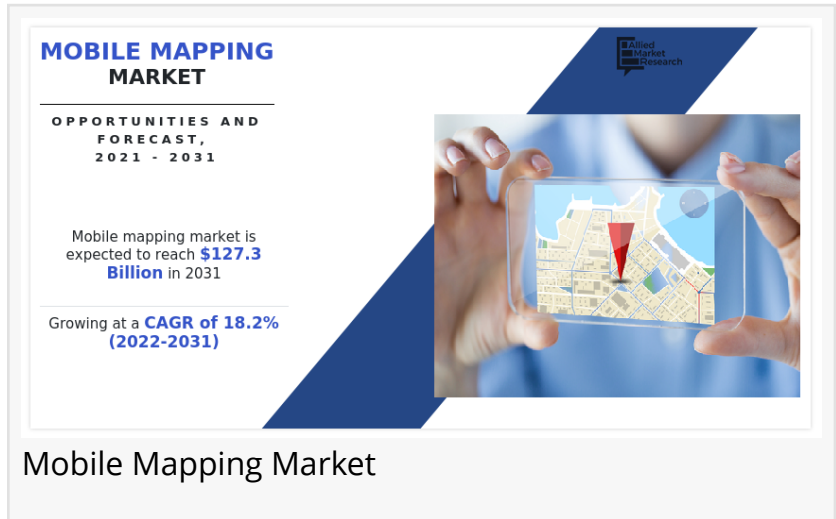 MOBILE MAPPING
MARKET
OPPORTUNITIES AND
FORECAST,
2021 - 2031
Mobile mapping market is
expected to reach $127.3
Billion in 2031
Growing at a CAGR of 18.2%
(2022-2031)
Allied
Market
Research
Mobile Mapping Market